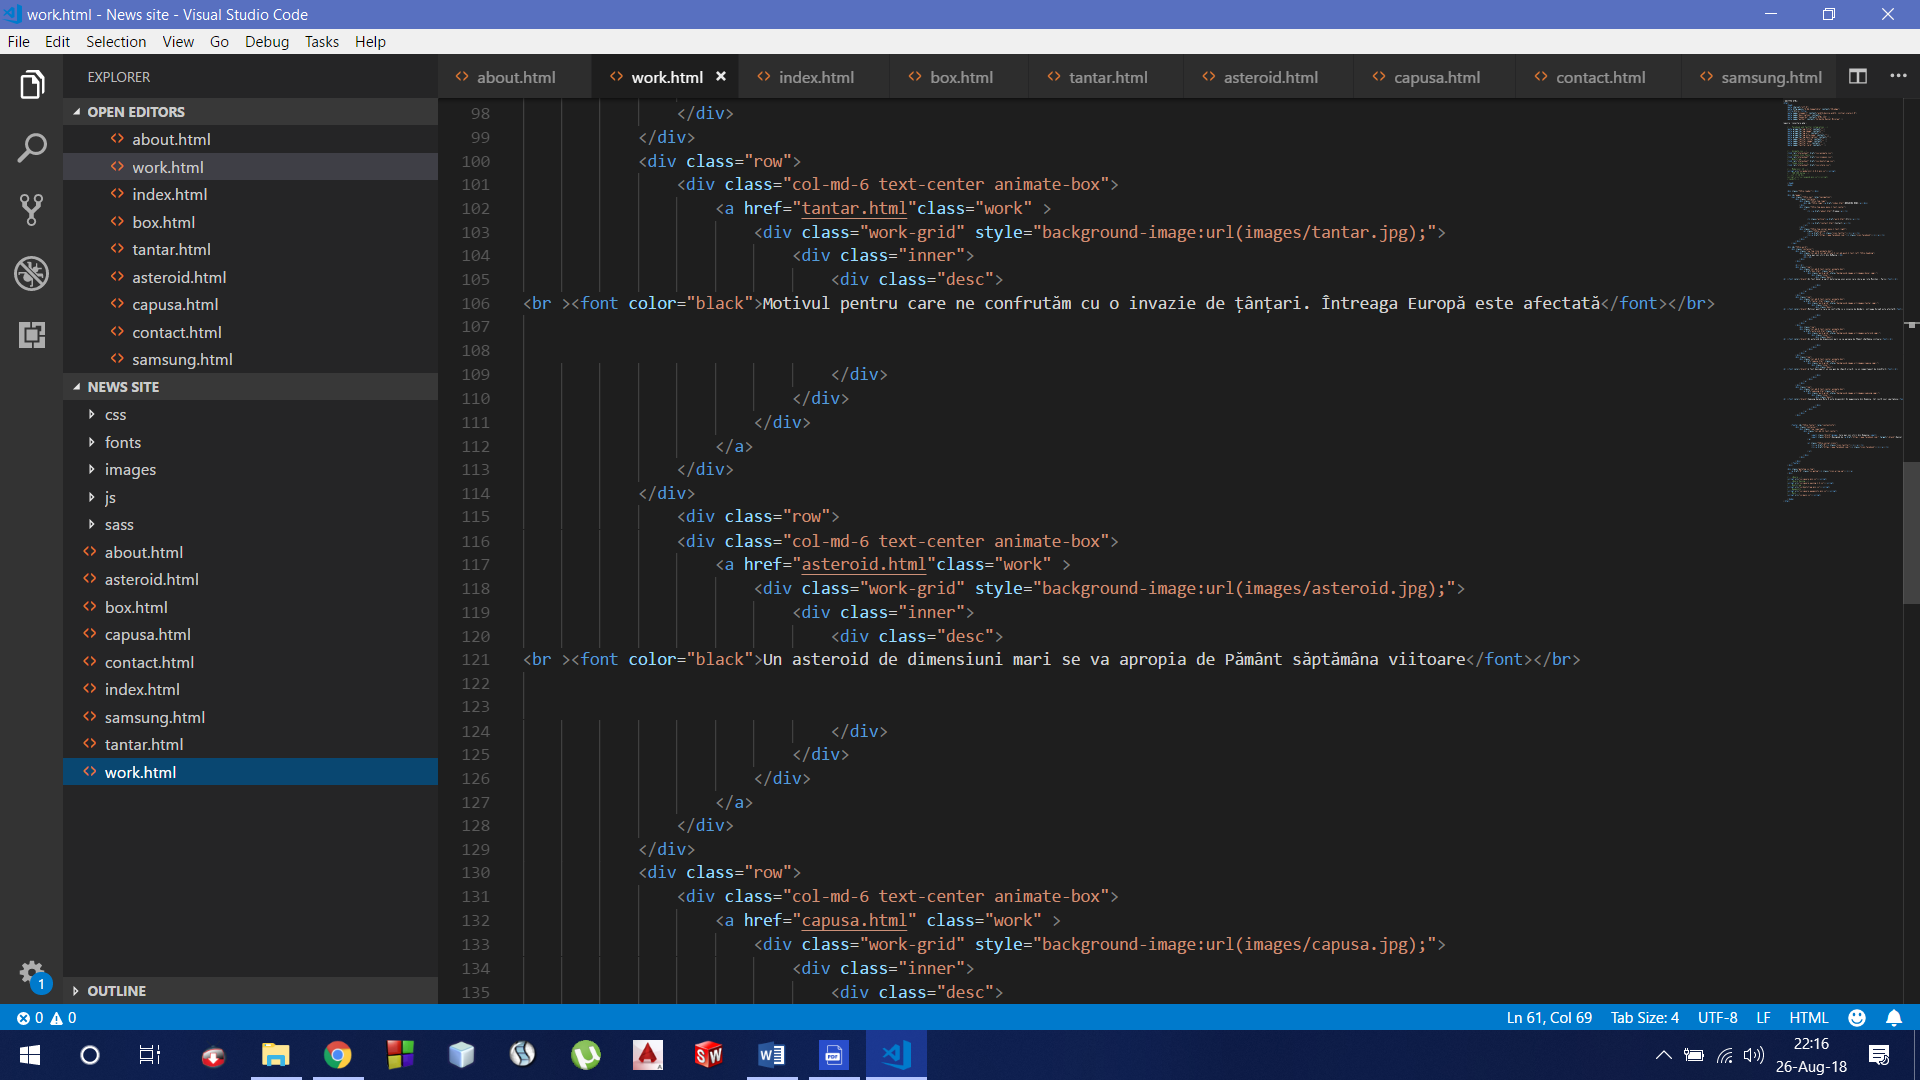 work.html - News site - Visual Studio Code
File Edit Selection View Go Debug Tasks Help
EXPLORER
OPEN EDITORS
about.html
work.html
index.html
box.html
tantar.html
asteroid.html
capusa.html
contact.html
samsung.html
NEWS SITE
css
fonts
images
js
sass
about.html
asteroid.html
box.html
capusa.html
contact.html
index.html
samsung.html
tantar.html
work.html
OUTLINE
about.html work.html index.html box.html tantar.html asteroid.html capusa.html contact.html samsung.html
98 </div>
99 </div>
100 <div class="row">
101 <div class="col-md-6 text-center animate-box">
102 <a href="tantar.html"class="work" >
103 <div class="work-grid" style="background-image:url(images/tantar.jpg);">
104 <div class="inner">
105 <div class="desc">
106 <br ><font color="black">Motivul pentru care ne confrutăm cu o invazie de țânțari. Întreaga Europă este afectată</font></br>
107
108
109 </div>
110 </div>
111 </div>
112 </a>
113 </div>
114 </div>
115 <div class="row">
116 <div class="col-md-6 text-center animate-box">
117 <a href="asteroid.html"class="work" >
118 <div class="work-grid" style="background-image:url(images/asteroid.jpg);">
119 <div class="inner">
120 <div class="desc">
121 <br ><font color="black">Un asteroid de dimensiuni mari se va apropia de Pământ săptămâna viitoare</font></br>
122
123
124 </div>
125 </div>
126 </div>
127 </a>
128 </div>
129 </div>
130 <div class="row">
131 <div class="col-md-6 text-center animate-box">
132 <a href="capusa.html" class="work" >
133 <div class="work-grid" style="background-image:url(images/capusa.jpg);">
134 <div class="inner">
135 <div class="desc">
1
0 0 Ln 61, Col 69 Tab Size: 4 UTF-8 LF HTML
SW PDF
22:16
26-Aug-18